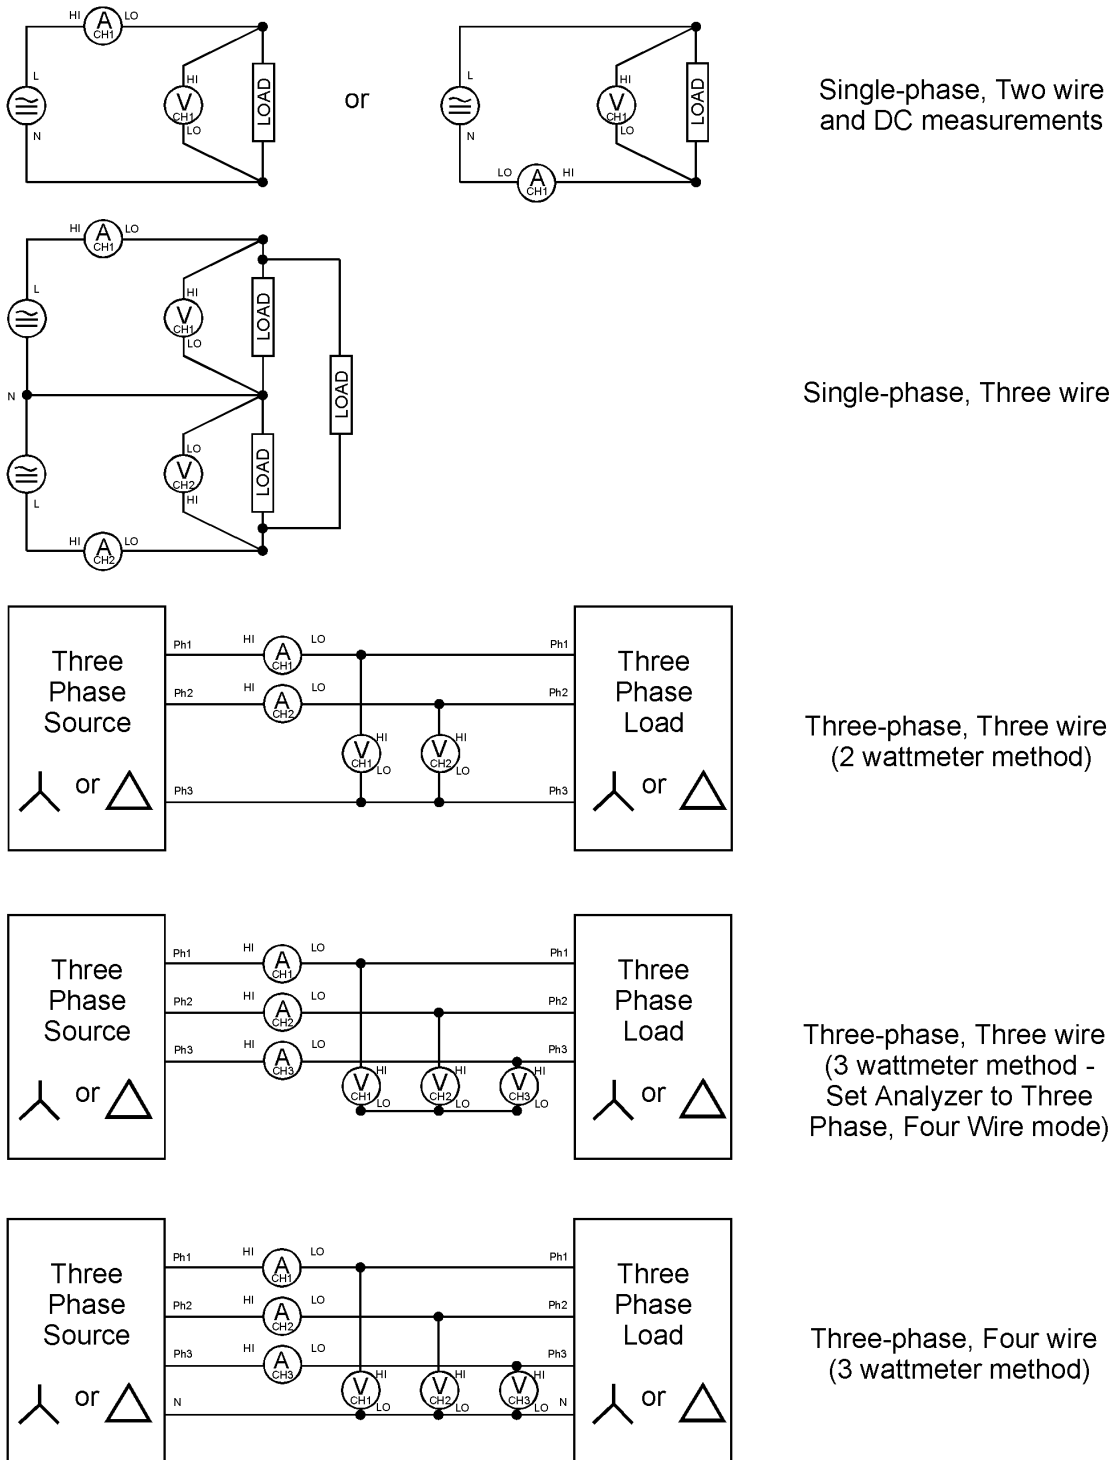 HI A LO
CH1
L
HI
V
CH1
LO
LOAD
N
or
L
HI
V
CH1
LO
LOAD
N
LO A HI
CH1
Single-phase, Two wire
and DC measurements
HI A LO
CH1
L
HI
V
CH1
LO
LOAD
N
LOAD
LO
V
CH2
HI
LOAD
L
HI A LO
CH2
Single-phase, Three wire
Three
Phase
Source
or
Ph1 HI A LO Ph1
CH1
Ph2 HI A LO Ph2
CH2
HI
V
CH1
LO
HI
V
CH2
LO
Ph3 Ph3
Three
Phase
Load
or
Three-phase, Three wire
(2 wattmeter method)
Three
Phase
Source
or
Ph1 HI A LO Ph1
CH1
Ph2 HI A LO Ph2
CH2
Ph3 HI A LO Ph3
CH3
HI
V
CH1
LO
HI
V
CH2
LO
HI
V
CH3
LO
Three
Phase
Load
or
Three-phase, Three wire
(3 wattmeter method -
Set Analyzer to Three
Phase, Four Wire mode)
Three
Phase
Source
or
Ph1 HI A LO Ph1
CH1
Ph2 HI A LO Ph2
CH2
Ph3 HI A LO Ph3
CH3
HI
V
CH1
LO
HI
V
CH2
LO
HI
V
CH3
LO
N N
Three
Phase
Load
or
Three-phase, Four wire
(3 wattmeter method)